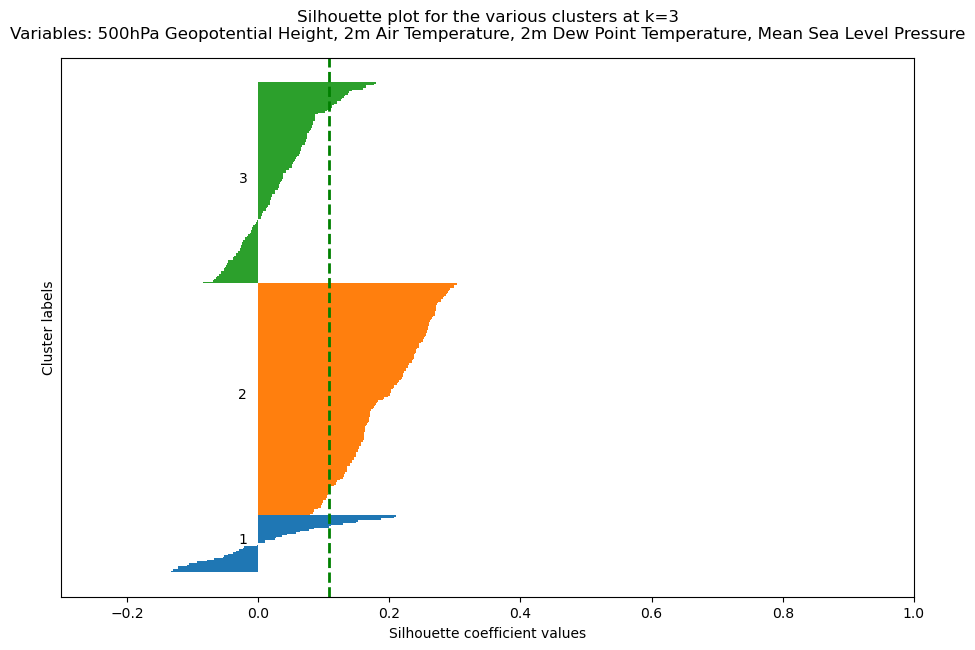 Silhouette plot for the various clusters at k=3
Variables: 500hPa Geopotential Height, 2m Air Temperature, 2m Dew Point Temperature, Mean Sea Level Pressure
3
2
1
Cluster labels
−0.2 0.0 0.2 0.4 0.6 0.8 1.0
Silhouette coefficient values